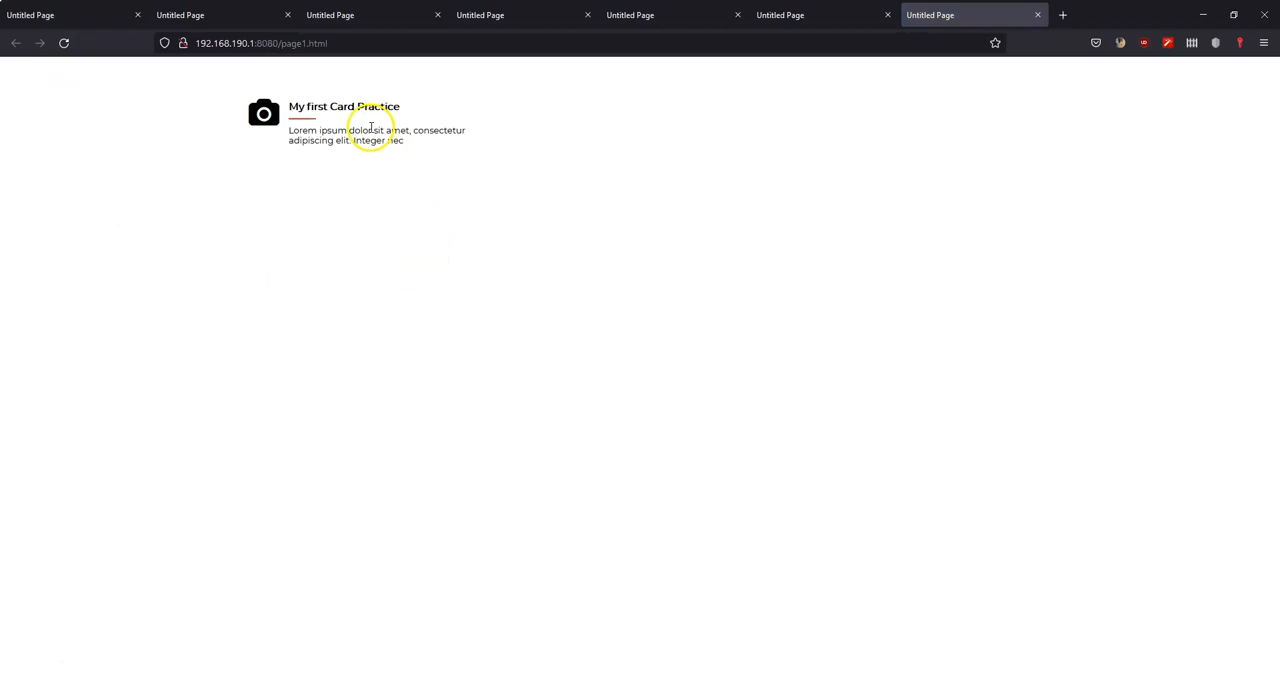 Untitled Page
Untitled Page
Untitled Page
Untitled Page
Untitled Page
Untitled Page
Untitled Page
192.168.190.1:8080/page1.html
My first Card Practice
Lorem ipsum dolor sit amet, consectetur
adipiscing elit. Integer nec